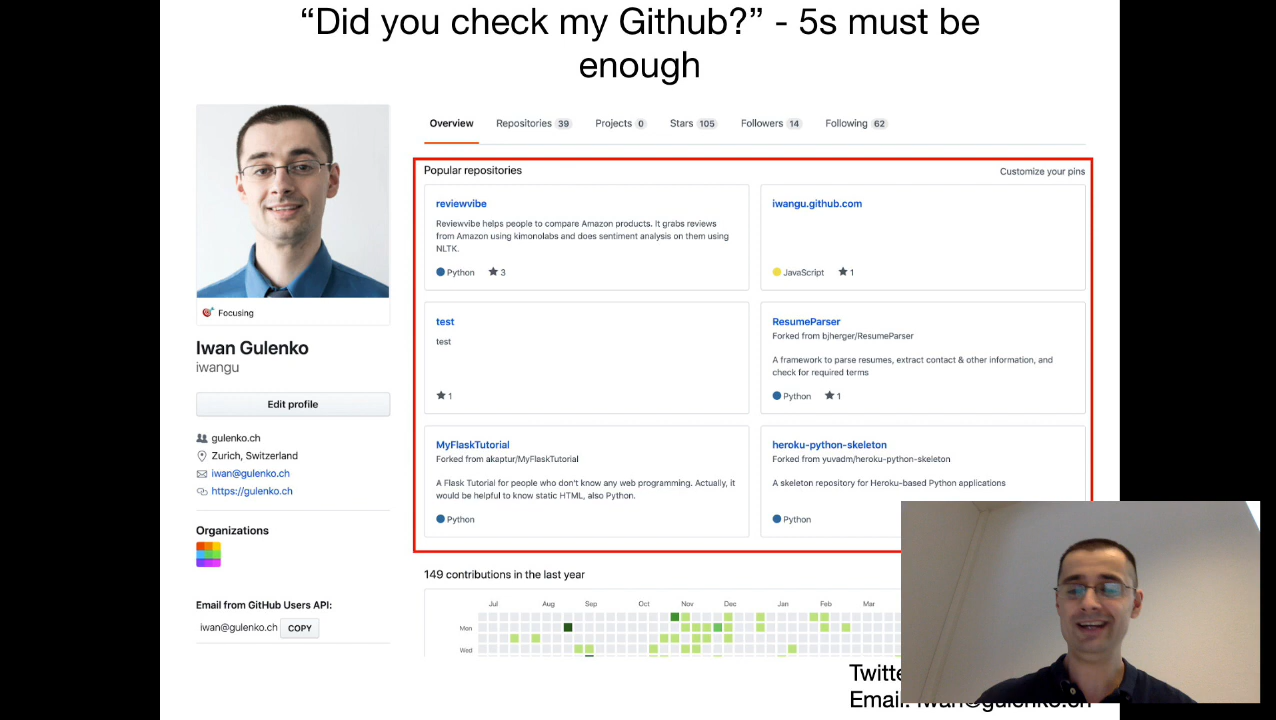 “Did you check my Github?” - 5s must be
enough
Overview Repositories 39 Projects 0 Stars 105 Followers 14 Following 62
Popular repositories Customize your pins
reviewvibe
Reviewvibe helps people to compare Amazon products. It grabs reviews
from Amazon using kimonolabs and does sentiment analysis on them using
NLTK.
Python 3
iwangu.github.com
JavaScript 1
test
test
1
ResumeParser
Forked from bjherger/ResumeParser
A framework to parse resumes, extract contact & other information, and
check for required terms
Python 1
MyFlaskTutorial
Forked from akaptur/MyFlaskTutorial
A Flask Tutorial for people who don't know any web programming. Actually, it
would be helpful to know static HTML, also Python.
Python
heroku-python-skeleton
Forked from yuvadm/heroku-python-skeleton
A skeleton repository for Heroku-based Python applications
Python
Focusing
Iwan Gulenko
iwangu
Edit profile
gulenko.ch
Zurich, Switzerland
iwan@gulenko.ch
https://gulenko.ch
Organizations
Email from GitHub Users API:
iwan@gulenko.ch COPY
149 contributions in the last year
Jul Aug Sep Oct Nov Dec Jan Feb Mar
Mon
Wed
Twitte
Email: iwan@gulenko.ch